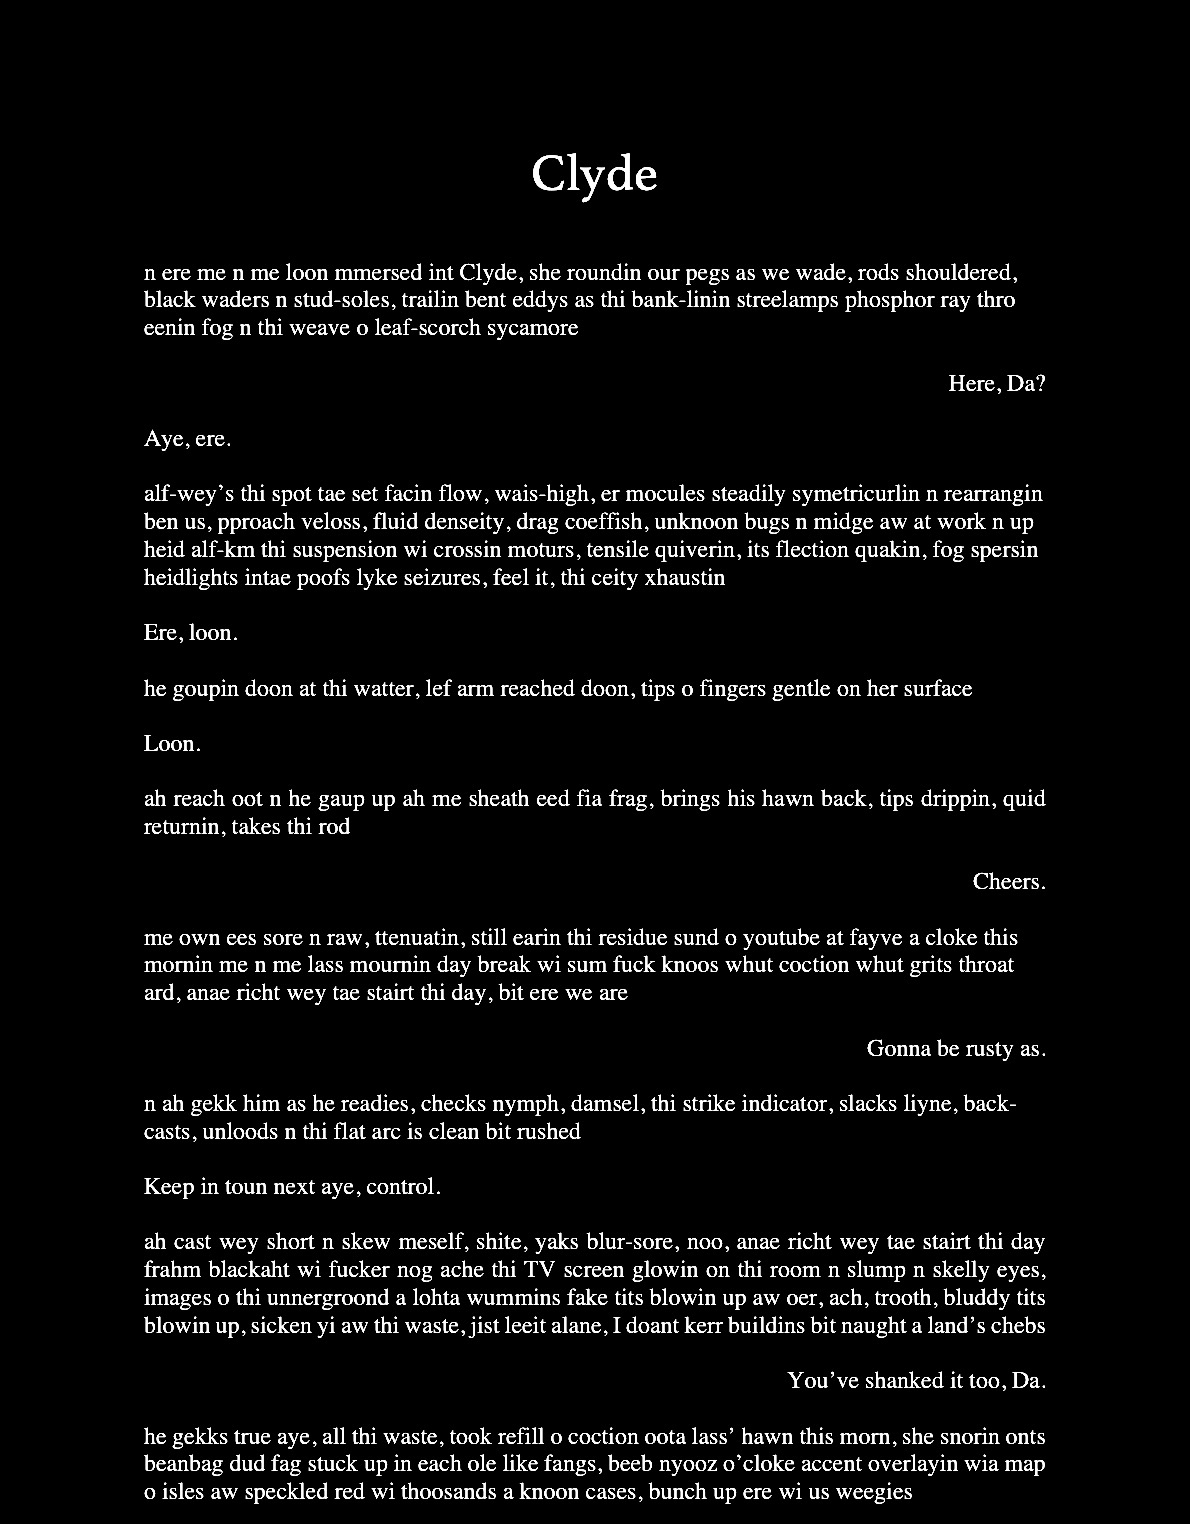 Clyde
n ere me n me loon mmersed int Clyde, she roundin our pegs as we wade, rods shouldered,
black waders n stud-soles, trailin bent eddys as thi bank-linin streelamps phosphor ray thro
eenin fog n thi weave o leaf-scorch sycamore
Here, Da?
Aye, ere.
alf-wey’s thi spot tae set facin flow, wais-high, er mocules steadily symetricurlin n rearrangin
ben us, pproach veloss, fluid denseity, drag coeffish, unknoon bugs n midge aw at work n up
heid alf-km thi suspension wi crossin moturs, tensile quiverin, its flection quakin, fog spersin
heidlights intae poofs lyke seizures, feel it, thi ceity xhaustin
Ere, loon.
he goupin doon at thi watter, lef arm reached doon, tips o fingers gentle on her surface
Loon.
ah reach oot n he gaup up ah me sheath eed fia frag, brings his hawn back, tips drippin, quid
returnin, takes thi rod
Cheers.
me own ees sore n raw, ttenuatin, still earin thi residue sund o youtube at fayve a cloke this
mornin me n me lass mournin day break wi sum fuck knoos whut coction whut grits throat
ard, anae richt wey tae stairt thi day, bit ere we are
Gonna be rusty as.
n ah gekk him as he readies, checks nymph, damsel, thi strike indicator, slacks liyne, back-
casts, unloods n thi flat arc is clean bit rushed
Keep in toun next aye, control.
ah cast wey short n skew meself, shite, yaks blur-sore, noo, anae richt wey tae stairt thi day
frahm blackaht wi fucker nog ache thi TV screen glowin on thi room n slump n skelly eyes,
images o thi unnergroond a lohta wummins fake tits blowin up aw oer, ach, trooth, bluddy tits
blowin up, sicken yi aw thi waste, jist leeit alane, I doant kerr buildins bit naught a land’s chebs
You’ve shanked it too, Da.
he gekks true aye, all thi waste, took refill o coction oota lass’ hawn this morn, she snorin onts
beanbag dud fag stuck up in each ole like fangs, beeb nyooz o’cloke accent overlayin wia map
o isles aw speckled red wi thoosands a knoon cases, bunch up ere wi us weegies